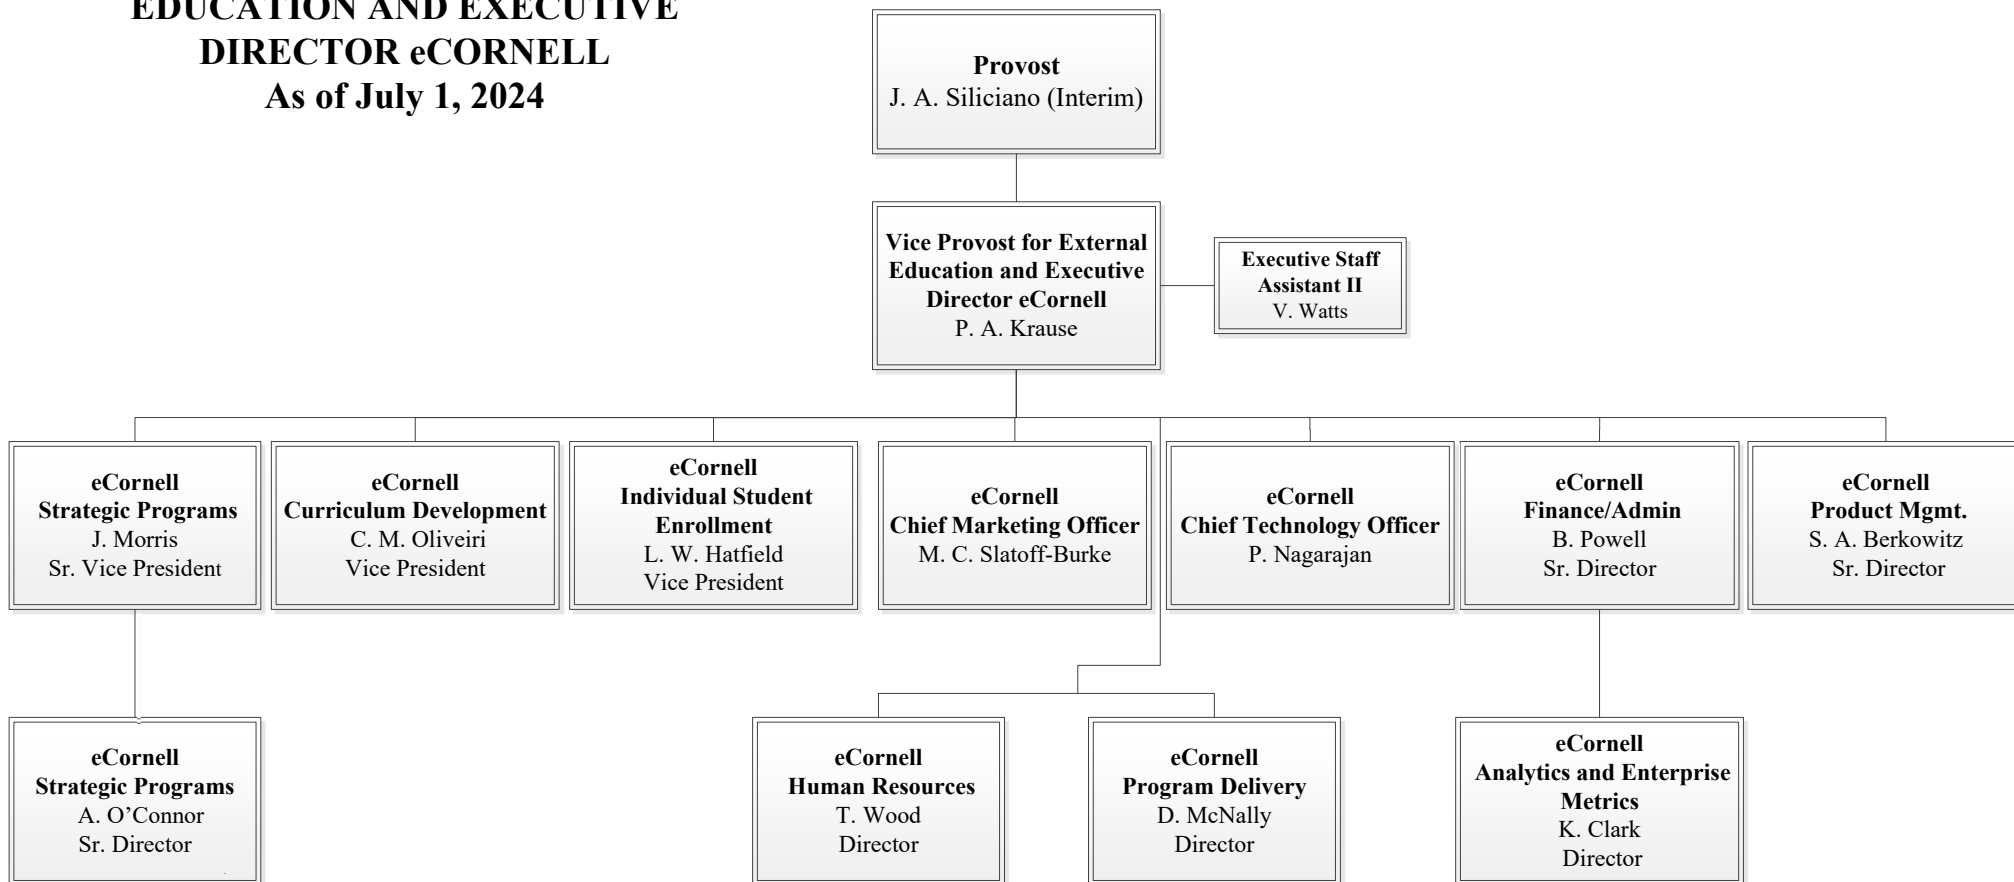 EDUCATION AND EXECUTIVE
DIRECTOR eCORNELL
As of July 1, 2024
Provost
J. A. Siliciano (Interim)
Vice Provost for External
Education and Executive
Director eCornell
P. A. Krause
Executive Staff
Assistant II
V. Watts
eCornell
Strategic Programs
J. Morris
Sr. Vice President
eCornell
Curriculum Development
C. M. Oliveiri
Vice President
eCornell
Individual Student
Enrollment
L. W. Hatfield
Vice President
eCornell
Chief Marketing Officer
M. C. Slatoff-Burke
eCornell
Chief Technology Officer
P. Nagarajan
eCornell
Finance/Admin
B. Powell
Sr. Director
eCornell
Product Mgmt.
S. A. Berkowitz
Sr. Director
eCornell
Strategic Programs
A. O’Connor
Sr. Director
eCornell
Human Resources
T. Wood
Director
eCornell
Program Delivery
D. McNally
Director
eCornell
Analytics and Enterprise
Metrics
K. Clark
Director